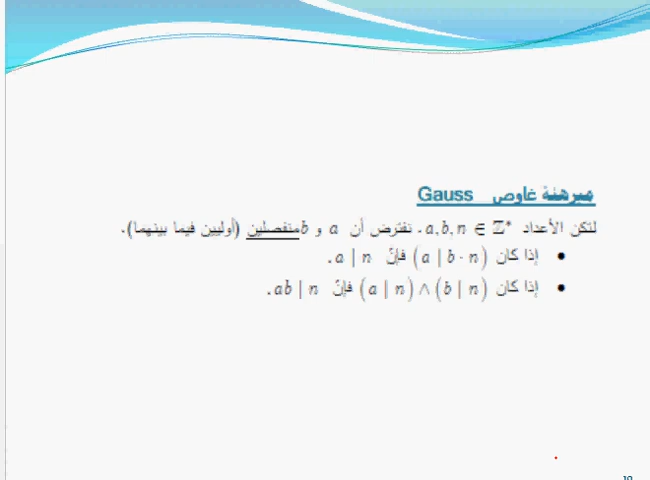 مبرهنة غاوص Gauss
لتكن الأعداد a,b,n ∈ ℤ*. نفترض أن a و b منفصلين (أوليين فيما بينهما).
• إذا كان (a | b · n) فإنّ a | n.
• إذا كان (a | n) ∧ (b | n) فإنّ ab | n.